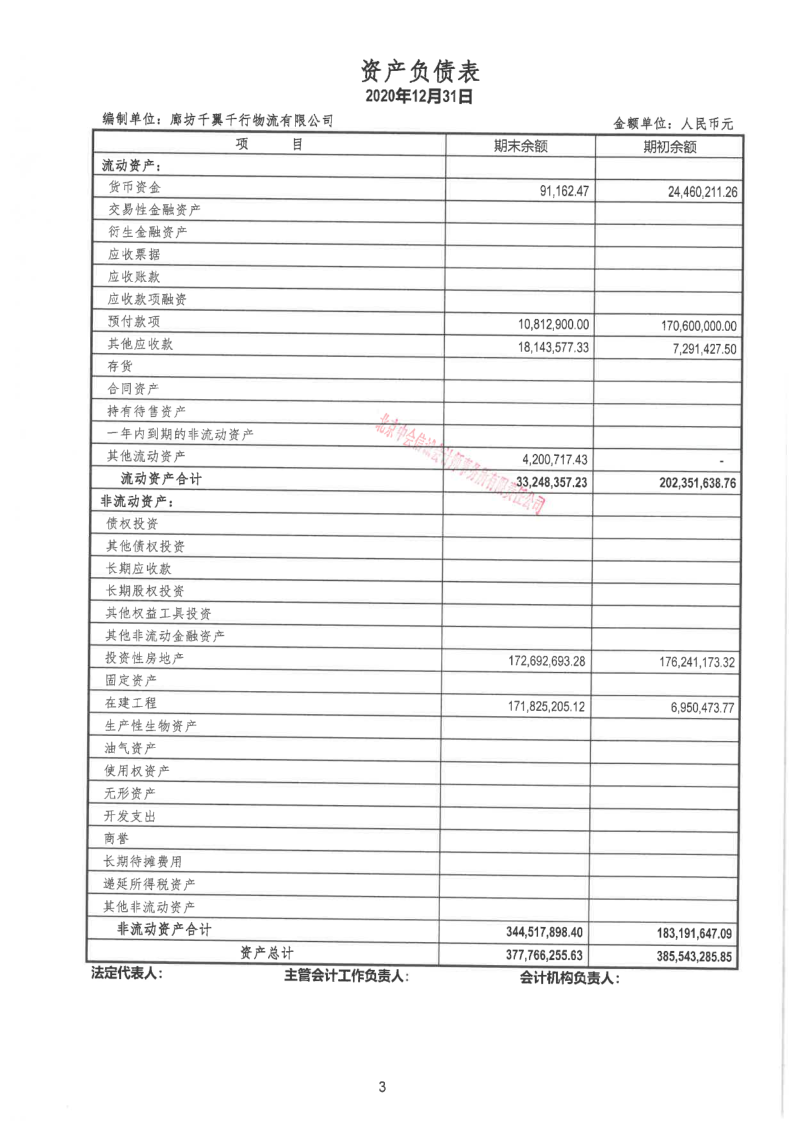 资产负债表
2020年12月31日
编制单位：廊坊千翼千行物流有限公司 金额单位：人民币元
项 目 期末余额 期初余额
流动资产：
货币资金 91,162.47 24,460,211.26
交易性金融资产
衍生金融资产
应收票据
应收账款
应收款项融资
预付款项 10,812,900.00 170,600,000.00
其他应收款 18,143,577.33 7,291,427.50
存货
合同资产
持有待售资产
一年内到期的非流动资产
其他流动资产 4,200,717.43 -
流动资产合计 33,248,357.23 202,351,638.76
非流动资产：
债权投资
其他债权投资
长期应收款
长期股权投资
其他权益工具投资
其他非流动金融资产
投资性房地产 172,692,693.28 176,241,173.32
固定资产
在建工程 171,825,205.12 6,950,473.77
生产性生物资产
油气资产
使用权资产
无形资产
开发支出
商誉
长期待摊费用
递延所得税资产
其他非流动资产
非流动资产合计 344,517,898.40 183,191,647.09
资产总计 377,766,255.63 385,543,285.85
法定代表人： 主管会计工作负责人： 会计机构负责人：
3